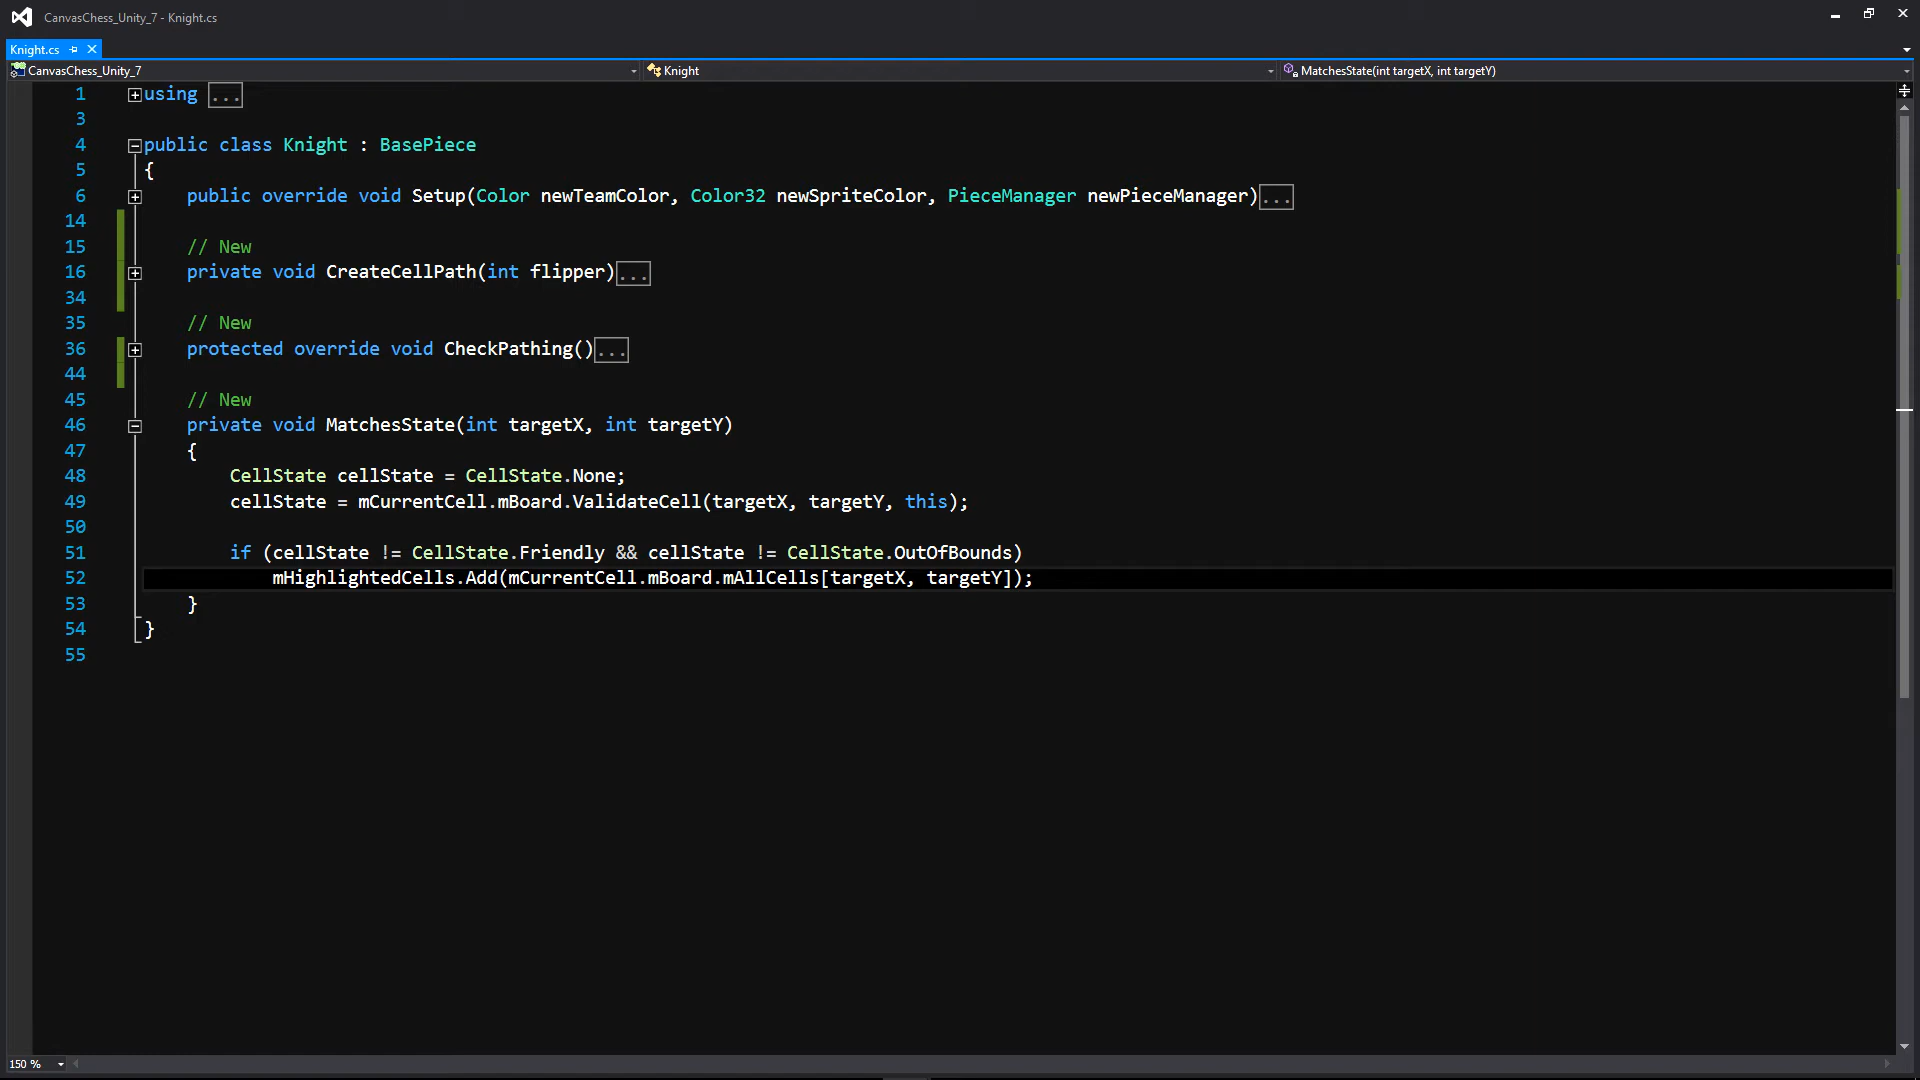 CanvasChess_Unity_7 - Knight.cs
Knight.cs
CanvasChess_Unity_7 Knight MatchesState(int targetX, int targetY)
1 using ...
3
4 public class Knight : BasePiece
5 {
6 public override void Setup(Color newTeamColor, Color32 newSpriteColor, PieceManager newPieceManager)...
14
15 // New
16 private void CreateCellPath(int flipper)...
34
35 // New
36 protected override void CheckPathing()...
44
45 // New
46 private void MatchesState(int targetX, int targetY)
47 {
48 CellState cellState = CellState.None;
49 cellState = mCurrentCell.mBoard.ValidateCell(targetX, targetY, this);
50
51 if (cellState != CellState.Friendly && cellState != CellState.OutOfBounds)
52 mHighlightedCells.Add(mCurrentCell.mBoard.mAllCells[targetX, targetY]);
53 }
54 }
55
150 %